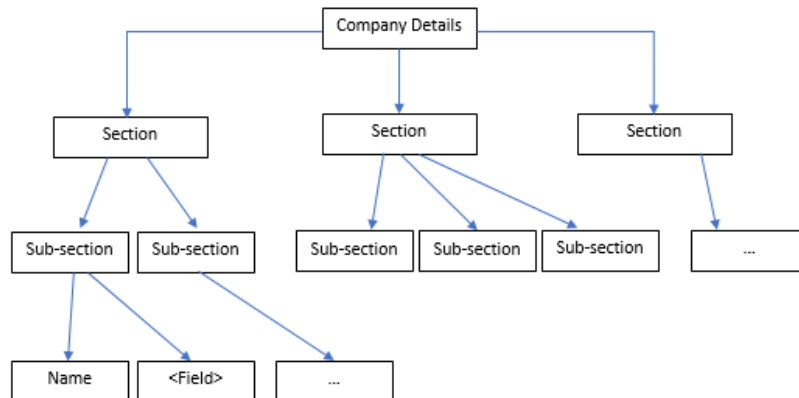 Company Details
Section
Section
Section
Sub-section
Sub-section
Sub-section
Sub-section
Sub-section
...
Name
<Field>
...